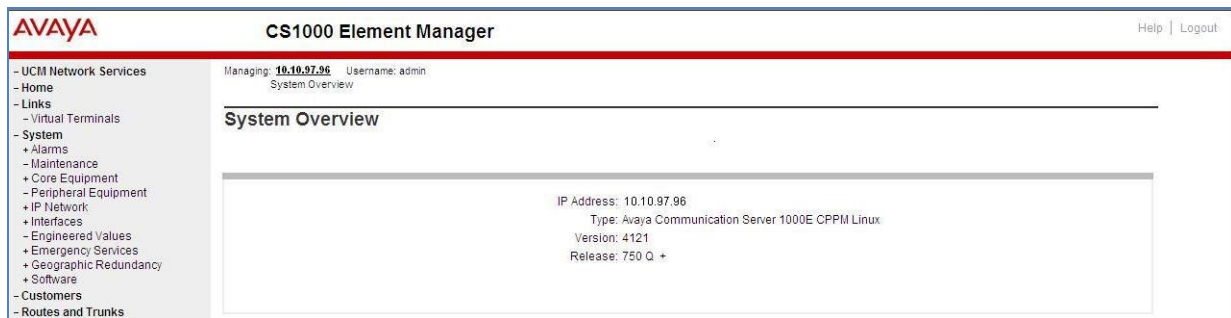 AVAYA
CS1000 Element Manager
Help | Logout
- UCM Network Services
- Home
- Links
- Virtual Terminals
- System
+ Alarms
- Maintenance
+ Core Equipment
- Peripheral Equipment
+ IP Network
+ Interfaces
- Engineered Values
+ Emergency Services
+ Geographic Redundancy
+ Software
- Customers
- Routes and Trunks
Managing: 10.10.97.96 Username: admin
System Overview
System Overview
IP Address: 10.10.97.96
Type: Avaya Communication Server 1000E CPPM Linux
Version: 4121
Release: 750 Q +